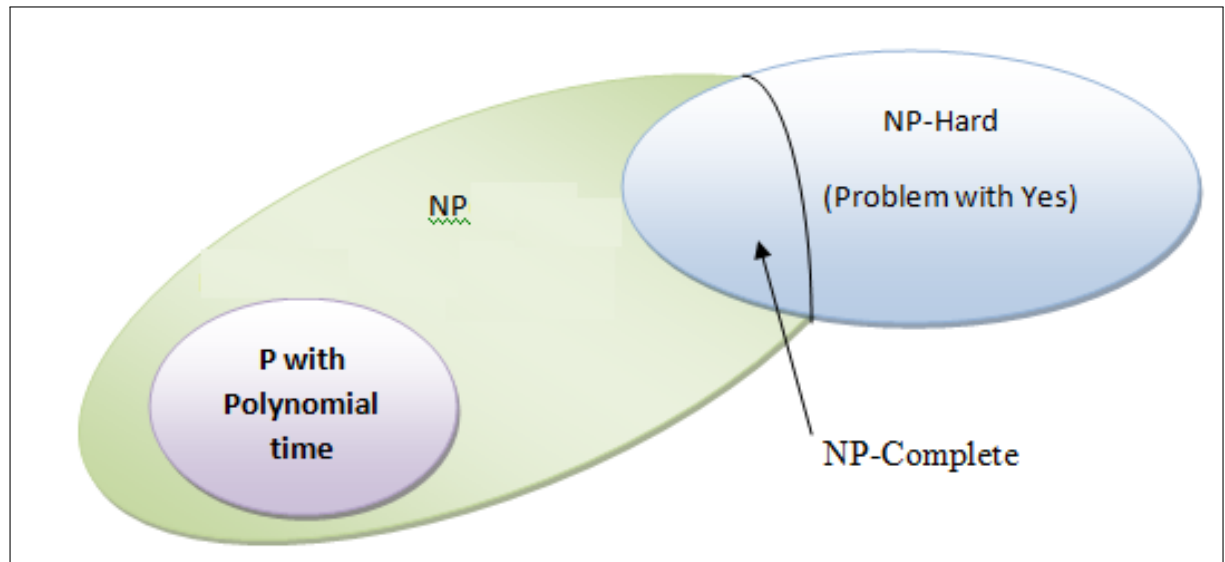 NP-Hard
(Problem with Yes)
NP
P with
Polynomial
time
NP-Complete